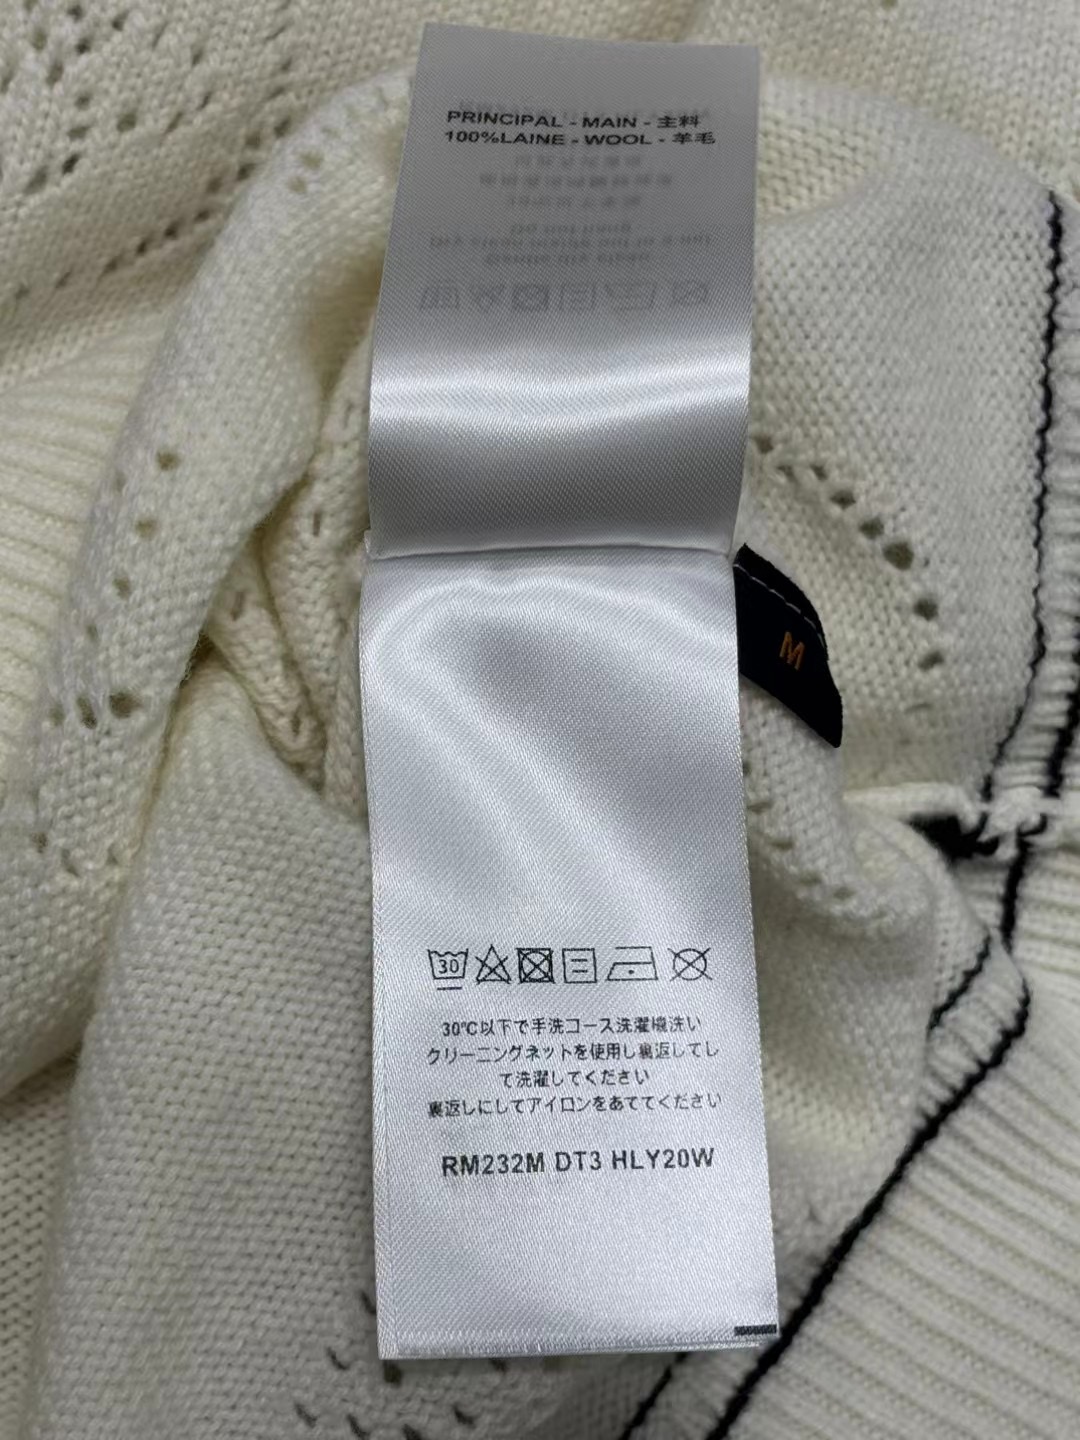 PRINCIPAL - MAIN - 主料
100%LAINE - WOOL - 羊毛
M
30
30℃以下で手洗コース洗濯機洗い
クリーニングネットを使用し裏返してし
て洗濯してください
裏返しにしてアイロンをあててください
RM232M DT3 HLY20W